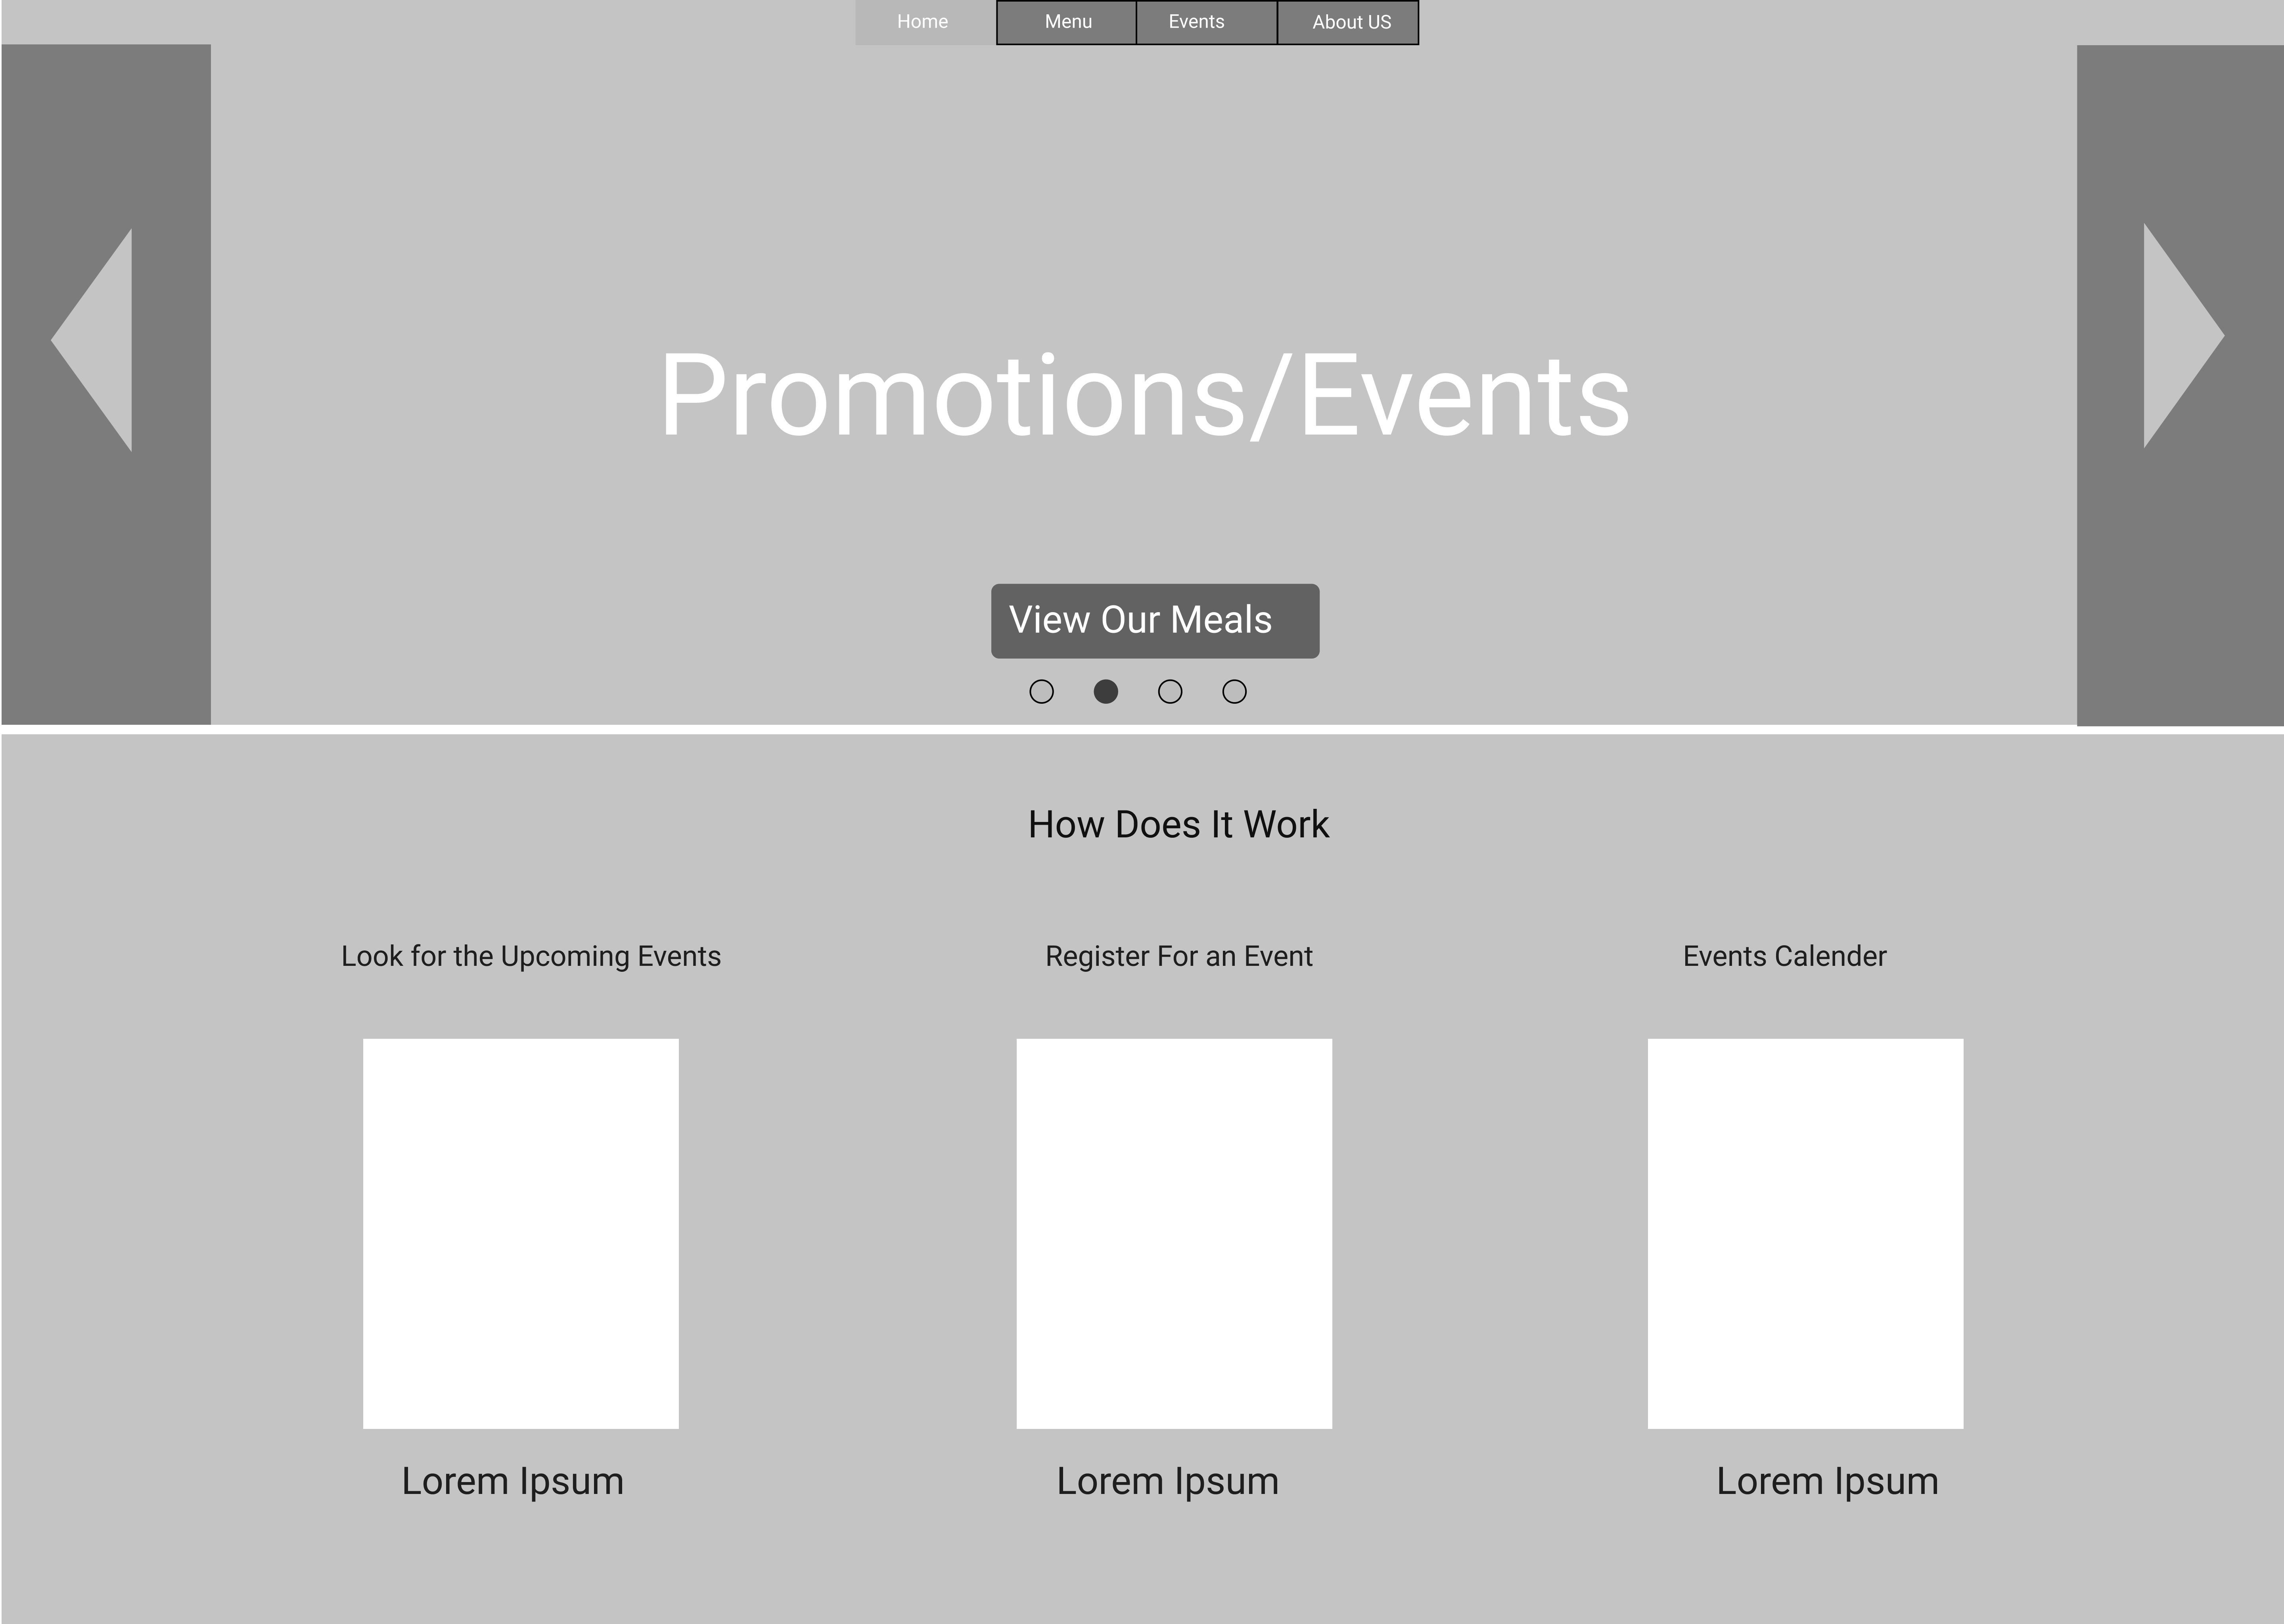 Home Menu Events About US
Promotions/Events
View Our Meals
How Does It Work
Look for the Upcoming Events Register For an Event Events Calender
Lorem Ipsum Lorem Ipsum Lorem Ipsum